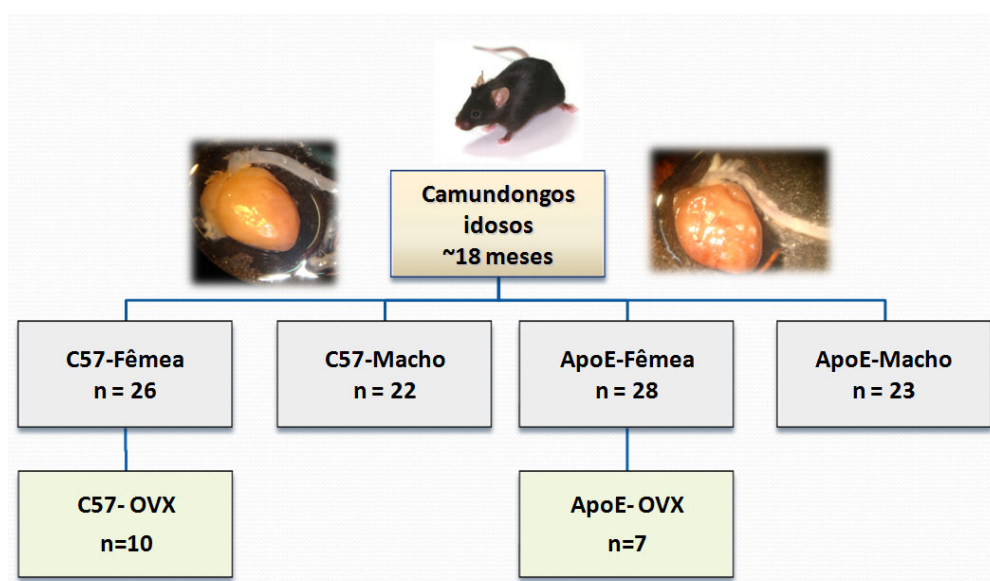 Camundongos
idosos
~18 meses
C57-Fêmea
n = 26
C57-Macho
n = 22
ApoE-Fêmea
n = 28
ApoE-Macho
n = 23
C57- OVX
n=10
ApoE- OVX
n=7